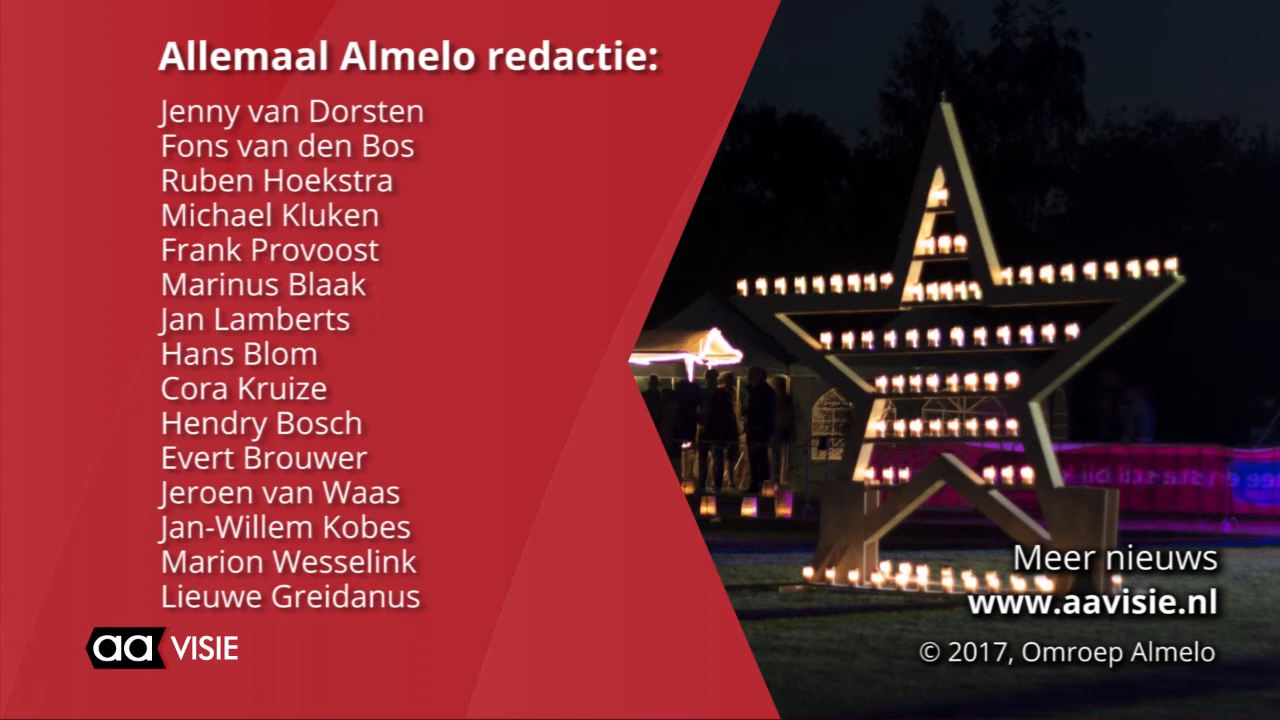 Allemaal Almelo redactie:
Jenny van Dorsten
Fons van den Bos
Ruben Hoekstra
Michael Kluken
Frank Provoost
Marinus Blaak
Jan Lamberts
Hans Blom
Cora Kruize
Hendry Bosch
Evert Brouwer
Jeroen van Waas
Jan-Willem Kobes
Marion Wesselink
Lieuwe Greidanus
aa VISIE
Meer nieuws
www.aavisie.nl
© 2017, Omroep Almelo